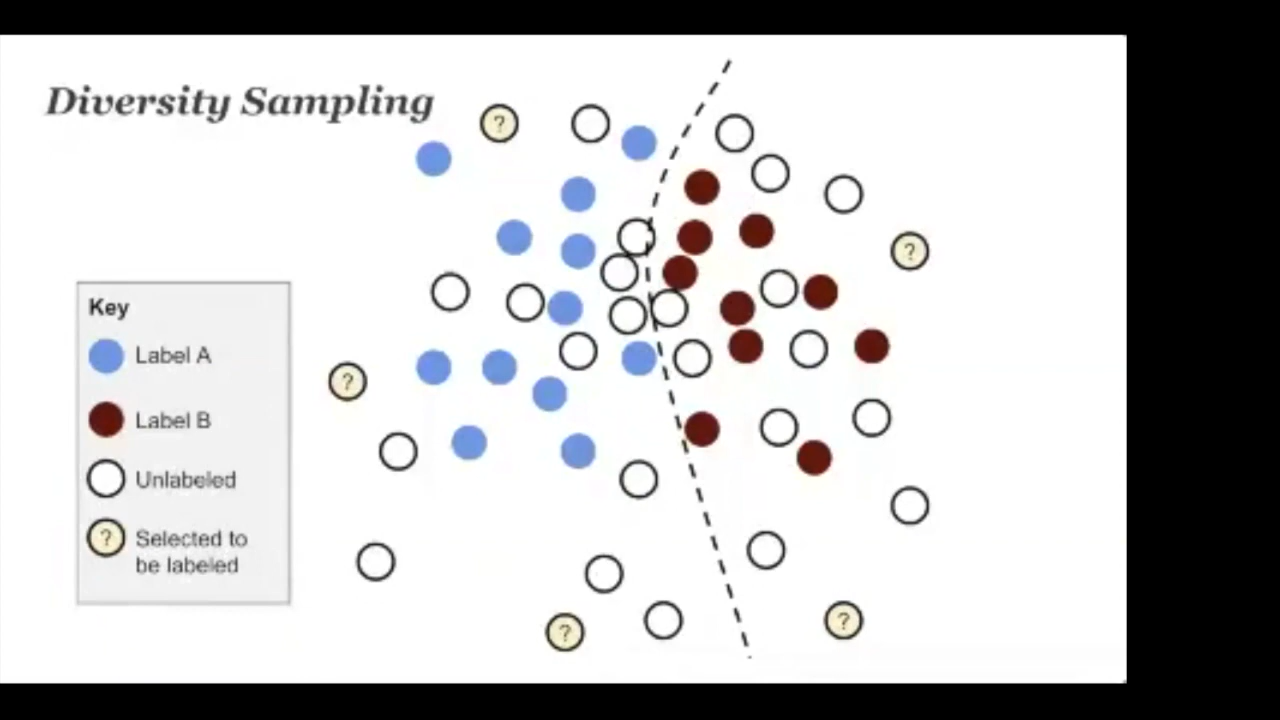 Diversity Sampling
?
?
Key
Label A
?
Label B
Unlabeled
?
Selected to
be labeled
?
?